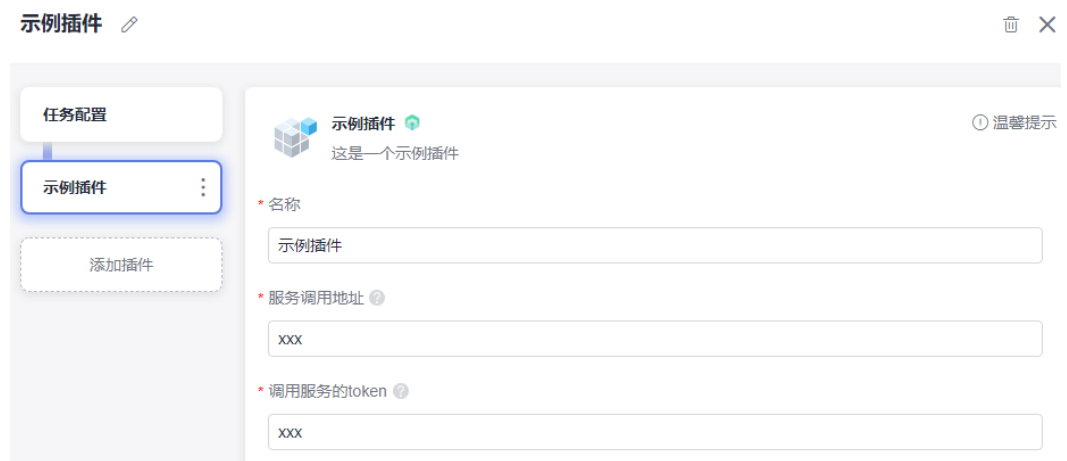 示例插件
任务配置
示例插件
添加插件
示例插件
温馨提示
这是一个示例插件
* 名称
示例插件
* 服务调用地址
xxx
* 调用服务的token
xxx